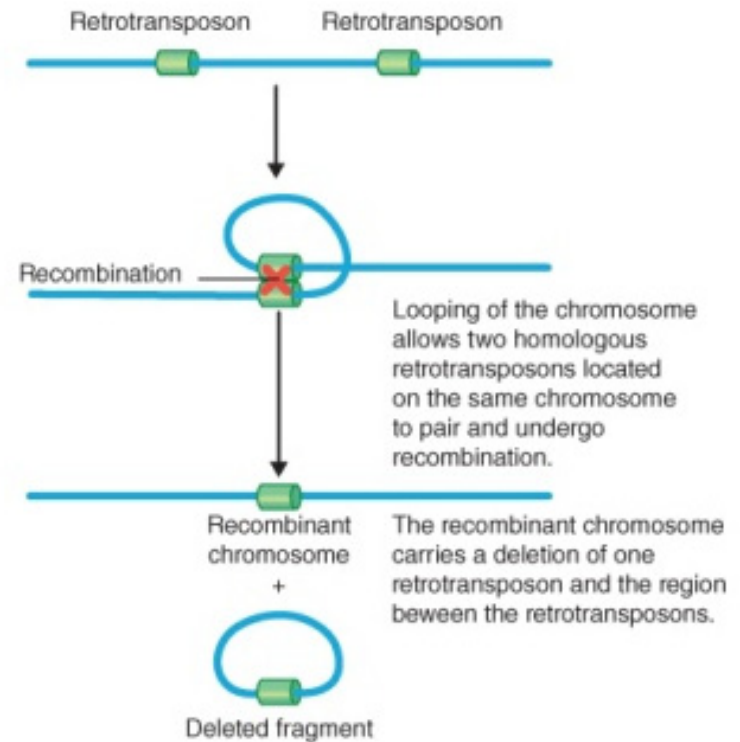 Retrotransposon
Retrotransposon
Recombination
Looping of the chromosome
allows two homologous
retrotransposons located
on the same chromosome
to pair and undergo
recombination.
Recombinant
chromosome
+
Deleted fragment
The recombinant chromosome
carries a deletion of one
retrotransposon and the region
beween the retrotransposons.